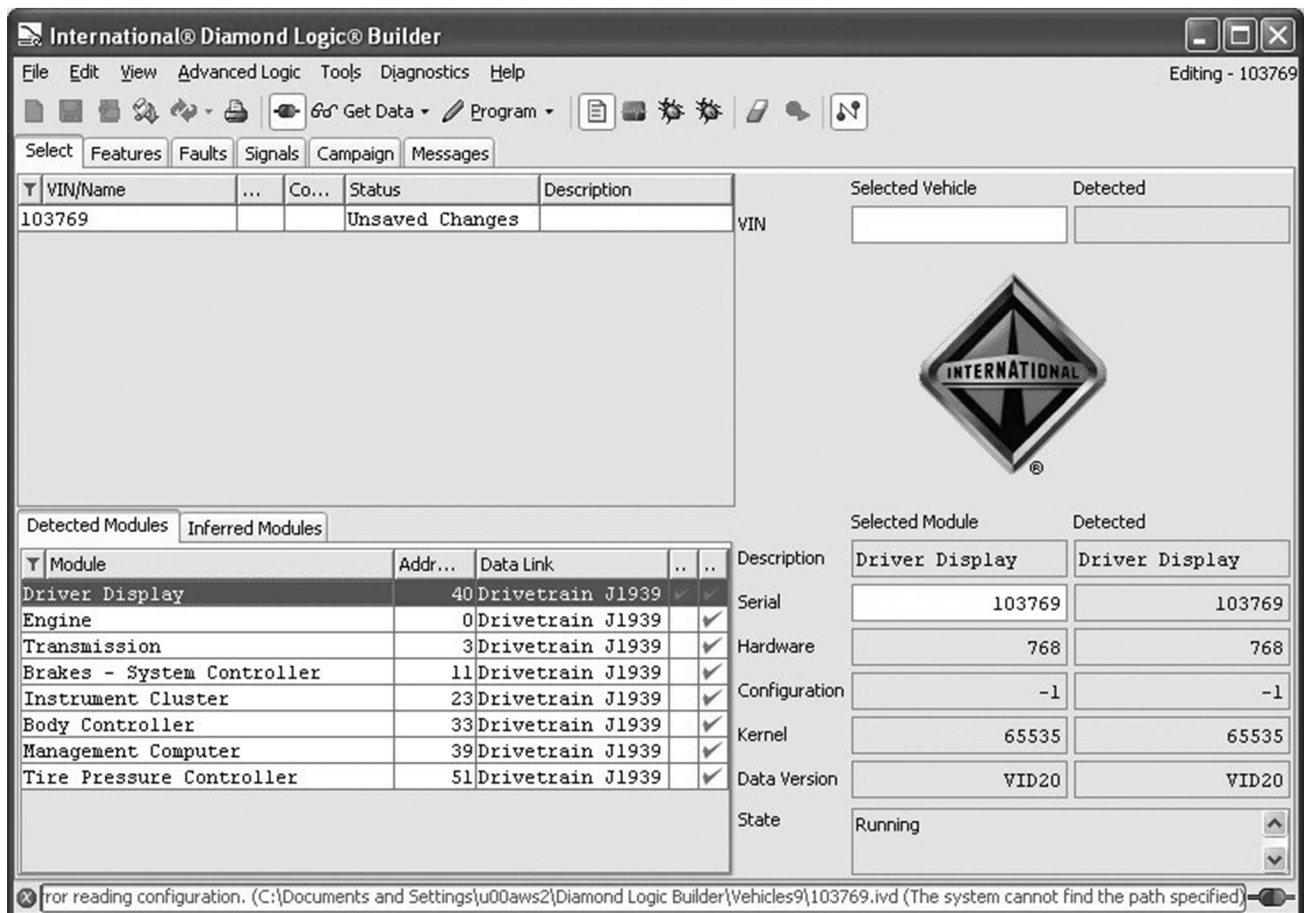 International® Diamond Logic® Builder
File Edit View Advanced Logic Tools Diagnostics Help Editing - 103769
Get Data Program
Select Features Faults Signals Campaign Messages
VIN/Name ... Co... Status Description
103769 Unsaved Changes
Selected Vehicle Detected
VIN
INTERNATIONAL
®
Detected Modules Inferred Modules
Module Addr... Data Link .. ..
Driver Display 40 Drivetrain J1939
Engine 0 Drivetrain J1939
Transmission 3 Drivetrain J1939
Brakes - System Controller 11 Drivetrain J1939
Instrument Cluster 23 Drivetrain J1939
Body Controller 33 Drivetrain J1939
Management Computer 39 Drivetrain J1939
Tire Pressure Controller 51 Drivetrain J1939
Selected Module Detected
Description Driver Display Driver Display
Serial 103769 103769
Hardware 768 768
Configuration -1 -1
Kernel 65535 65535
Data Version VID20 VID20
State Running
rror reading configuration. (C:\Documents and Settings\u00aws2\Diamond Logic Builder\Vehicles9\103769.ivd (The system cannot find the path specified)